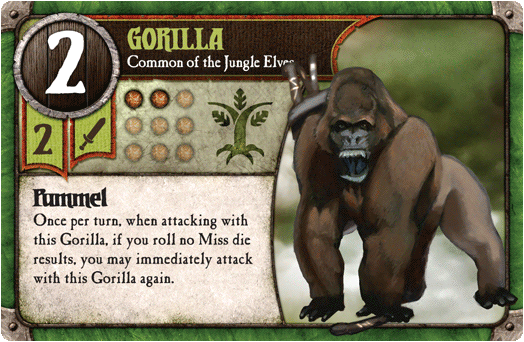 2
GORILLA
Common of the Jungle Elves
2
Pummel
Once per turn, when attacking with
this Gorilla, if you roll no Miss die
results, you may immediately attack
with this Gorilla again.